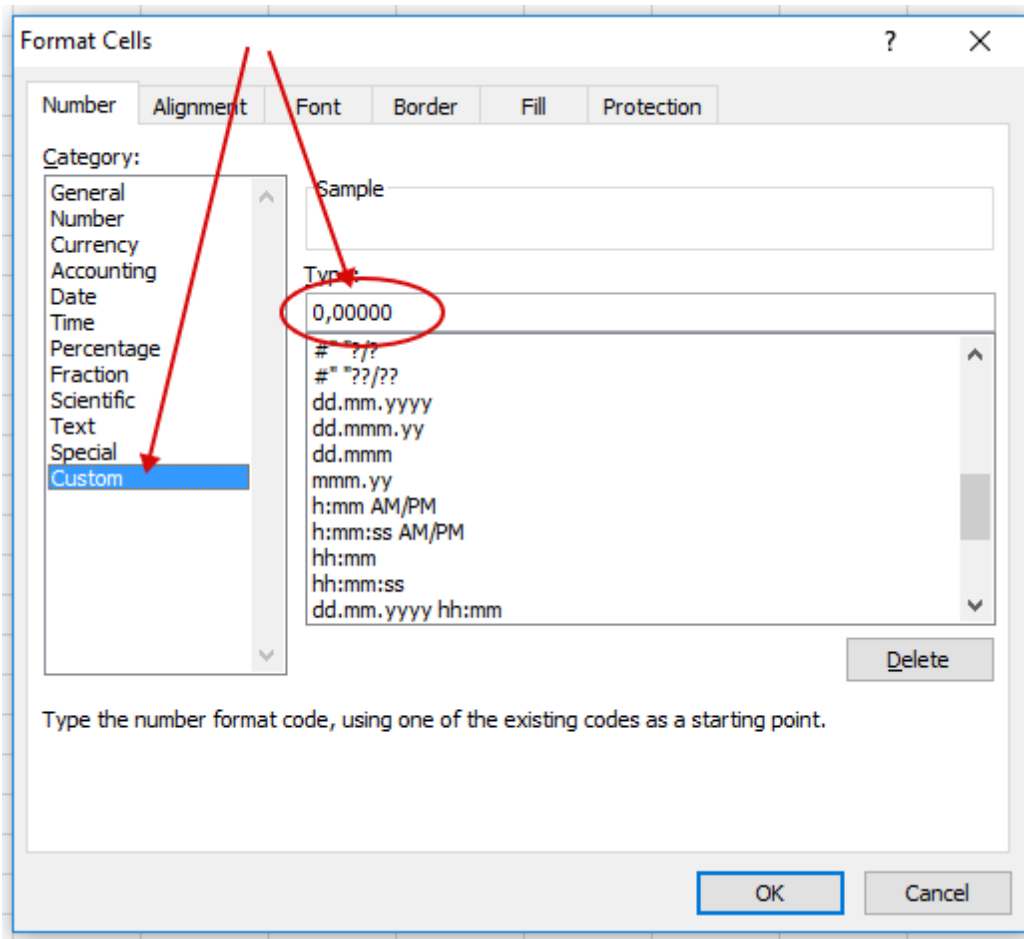 Format Cells ? ×
Number Alignment Font Border Fill Protection
Category:
General
Number
Currency
Accounting
Date
Time
Percentage
Fraction
Scientific
Text
Special
Custom
Sample
Type:
0,00000
#" "?/?
#" "??/??
dd.mm.yyyy
dd.mmm.yy
dd.mmm
mmm.yy
h:mm AM/PM
h:mm:ss AM/PM
hh:mm
hh:mm:ss
dd.mm.yyyy hh:mm
Delete
Type the number format code, using one of the existing codes as a starting point.
OK Cancel